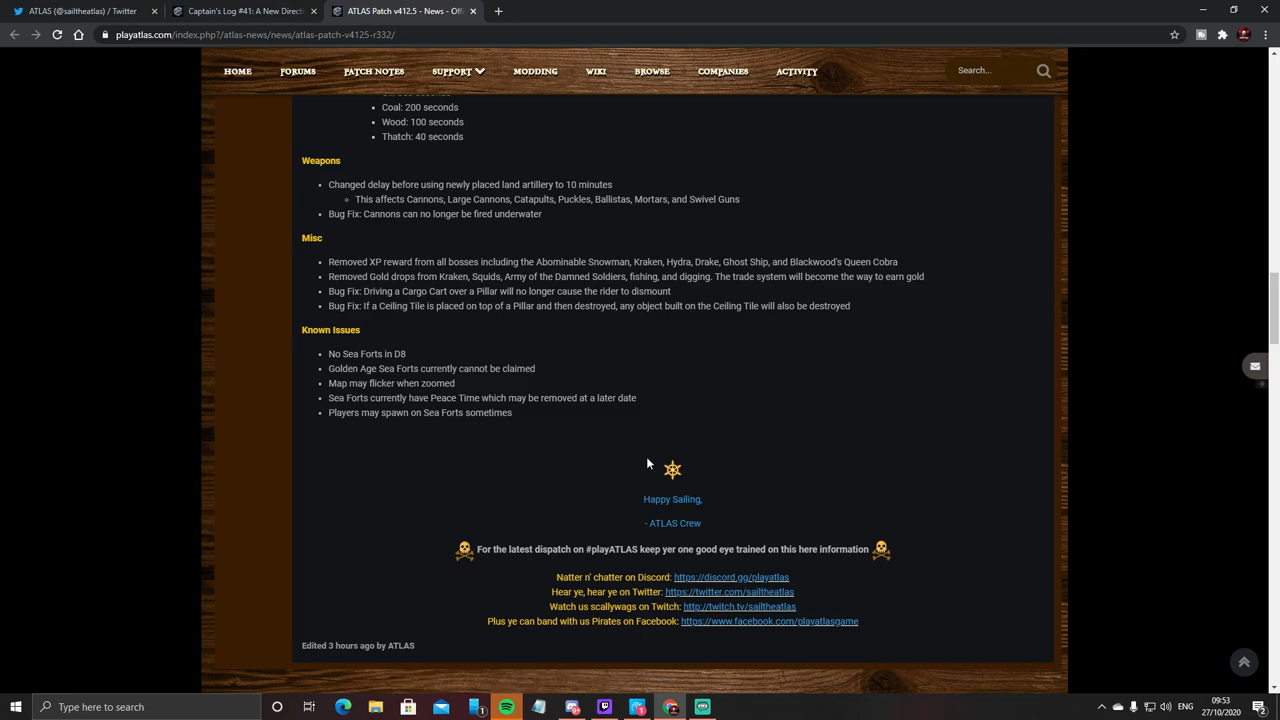 ATLAS (@sailtheatlas) / Twitter
Captain's Log #41: A New Dawn
ATLAS has Anchored v412.5 - News
playatlas.com/index.php?/atlas-news/news/atlas-v4125-r332/
HOME FORUMS PATCH NOTES SUPPORT MODDING WIKI BROWSE COMPANIES ACTIVITY Search...
Coal: 200 seconds
Wood: 100 seconds
Thatch: 40 seconds
Weapons
Changed delay before using newly placed land artillery to 10 minutes
This affects Cannons, Large Cannons, Catapults, Puckles, Ballistas, Mortars, and Swivel Guns
Bug Fix: Cannons can no longer be fired underwater
Misc
Removed XP reward from all bosses including the Abominable Snowman, Kraken, Hydra, Drake, Ghost Ship, and Blackwood's Queen Cobra
Removed Gold drops from Kraken, Squids, Army of the Damned Soldiers, fishing, and digging. The trade system will become the way to earn gold
Bug Fix: Driving a Cargo Cart over a Pillar will no longer cause the rider to dismount
Bug Fix: If a Ceiling Tile is placed on top of a Pillar and then destroyed, any object built on the Ceiling Tile will also be destroyed
Known Issues
No Sea Forts in D8
Golden Age Sea Forts currently cannot be claimed
Map may flicker when zoomed
Sea Forts currently have Peace Time which may be removed at a later date
Players may spawn on Sea Forts sometimes
Happy Sailing,
- ATLAS Crew
For the latest dispatch on #playATLAS keep yer one good eye trained on this here information
Natter n' chatter on Discord: https://discord.gg/playatlas
Hear ye, hear ye on Twitter: https://twitter.com/sailtheatlas
Watch us scallywags on Twitch: http://twitch.tv/sailtheatlas
Plus ye can band with us Pirates on Facebook: https://www.facebook.com/playatlasgame
Edited 3 hours ago by ATLAS
Type here to search
ENG
09:53
27/10/2020